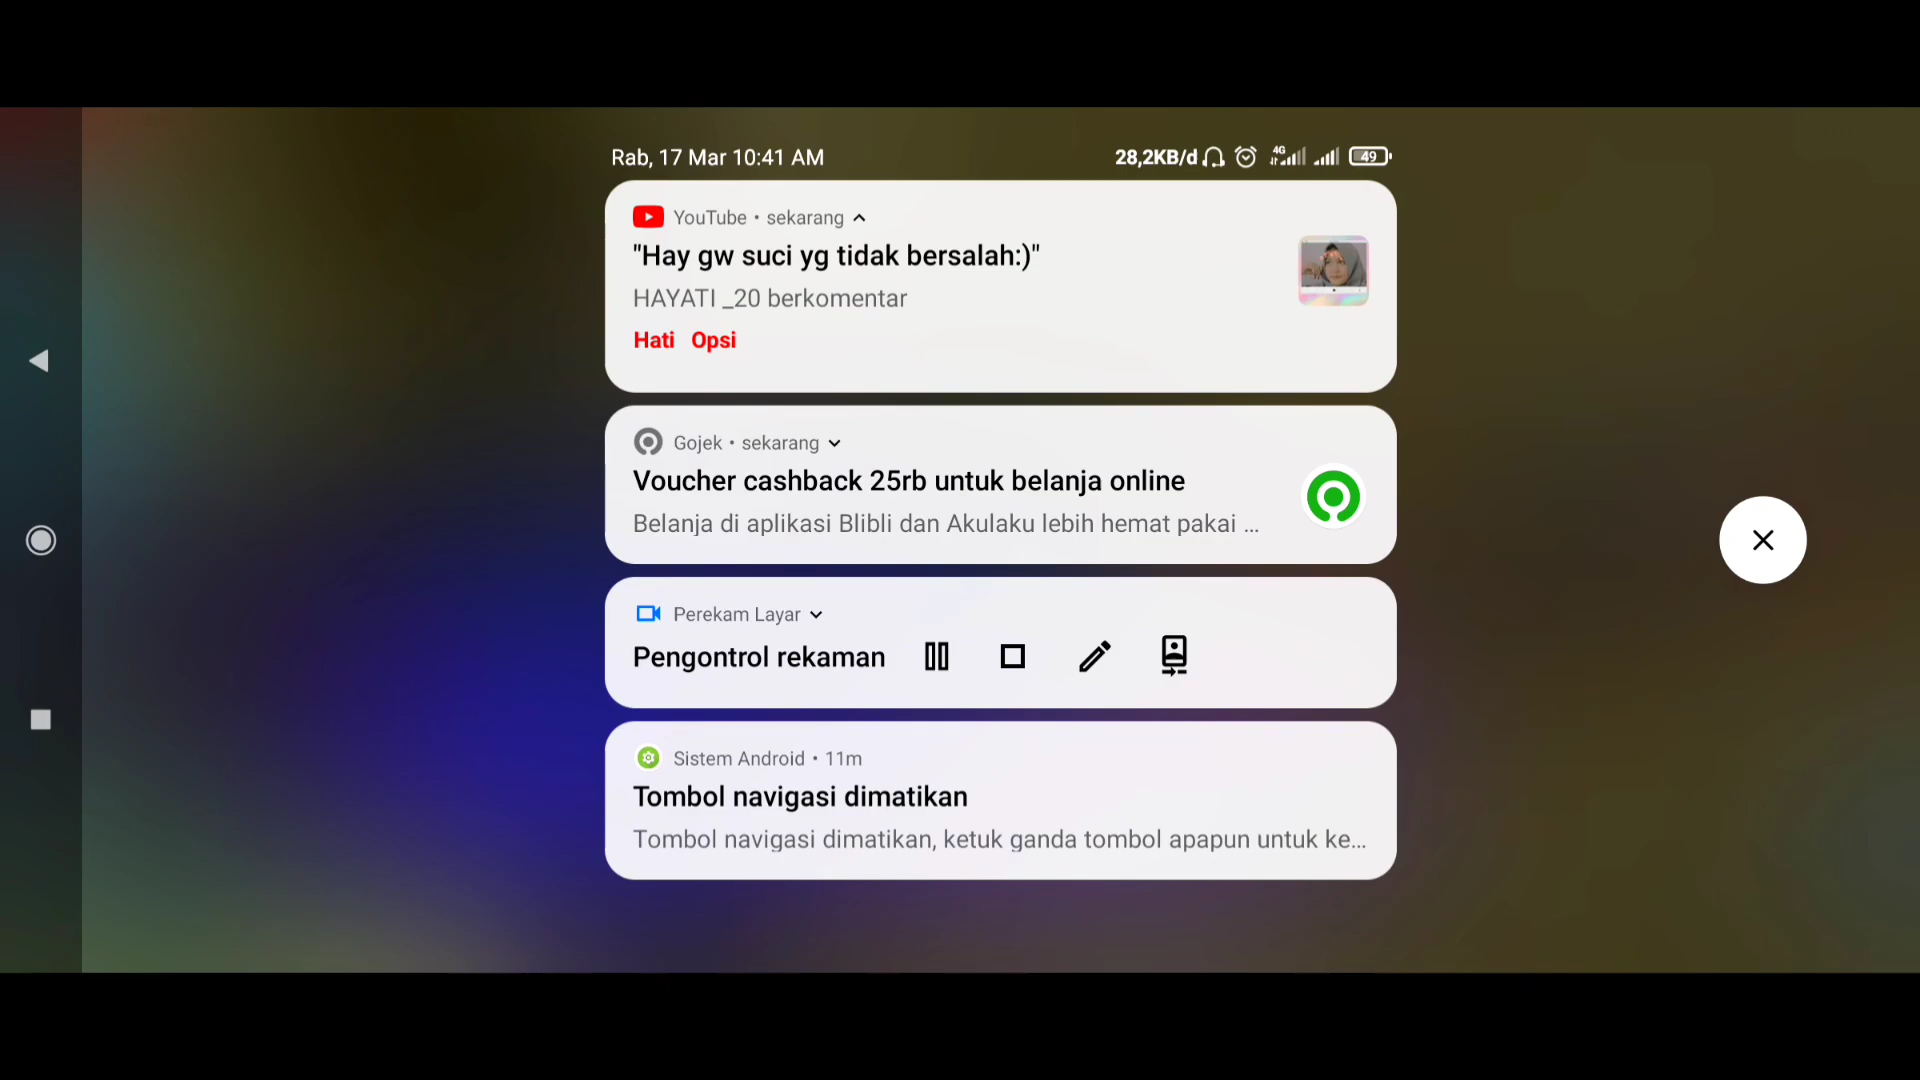 Rab, 17 Mar 10:41 AM
28,2KB/d 4G 49
YouTube • sekarang
"Hay gw suci yg tidak bersalah:)"
HAYATI _20 berkomentar
Hati Opsi
Gojek • sekarang
Voucher cashback 25rb untuk belanja online
Belanja di aplikasi Blibli dan Akulaku lebih hemat pakai ...
Perekam Layar
Pengontrol rekaman
Sistem Android • 11m
Tombol navigasi dimatikan
Tombol navigasi dimatikan, ketuk ganda tombol apapun untuk ke...